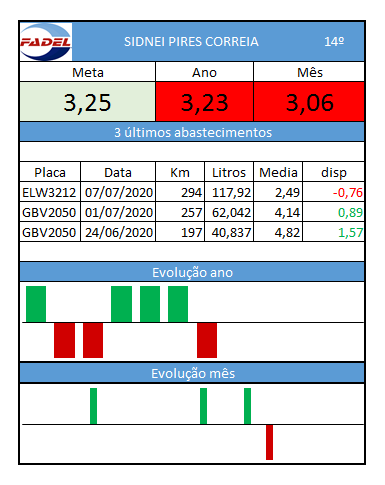 FADEL SIDNEI PIRES CORREIA 14º
Meta Ano Mês
3,25 3,23 3,06
3 últimos abastecimentos
Placa Data Km Litros Media disp
ELW3212 07/07/2020 294 117,92 2,49 -0,76
GBV2050 01/07/2020 257 62,042 4,14 0,89
GBV2050 24/06/2020 197 40,837 4,82 1,57
Evolução ano
Evolução mês